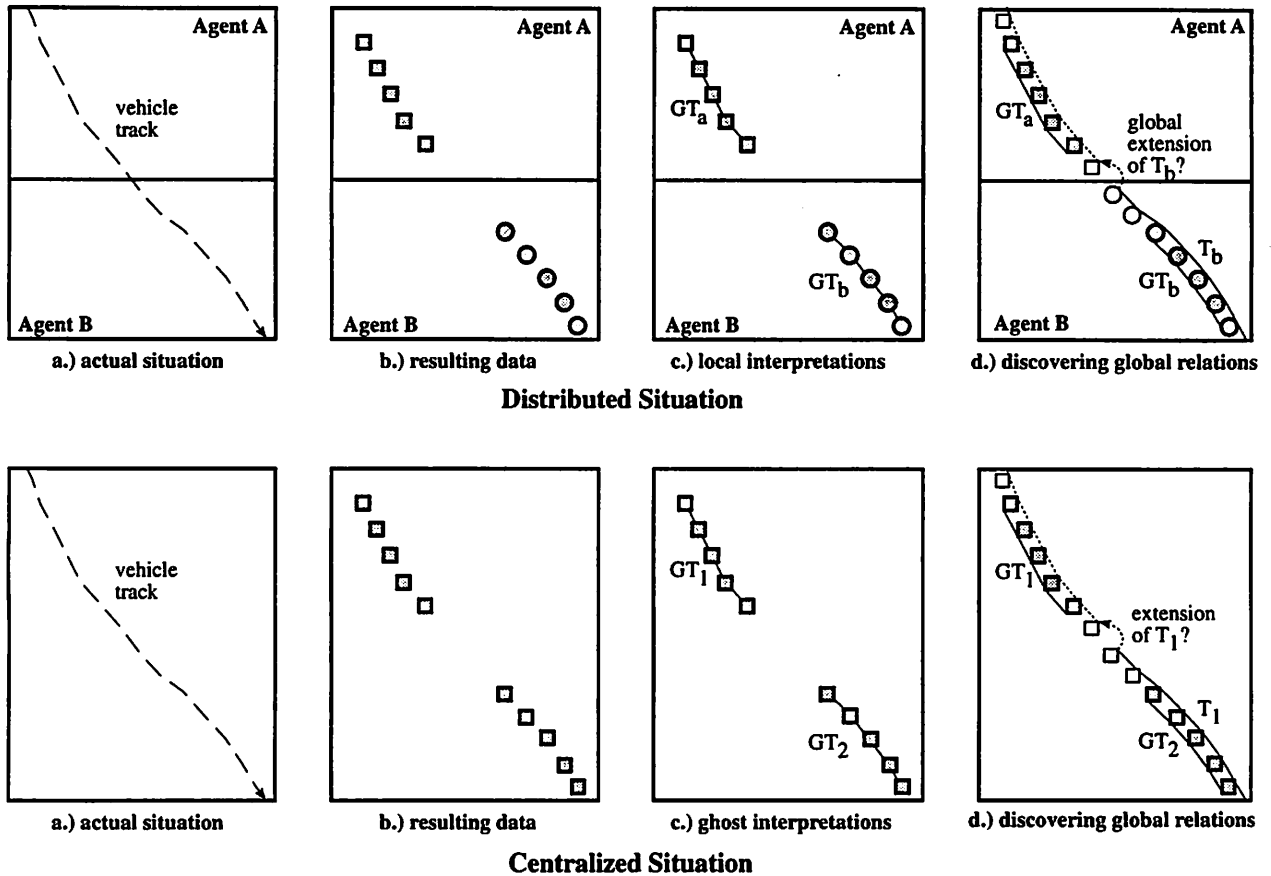 Agent A
vehicle
track
Agent B
a.) actual situation
Agent A
Agent B
b.) resulting data
Agent A
GTa
GTb
Agent B
c.) local interpretations
Agent A
GTa
global
extension
of Tb?
Tb
GTb
Agent B
d.) discovering global relations
Distributed Situation
vehicle
track
a.) actual situation
b.) resulting data
GT1
GT2
c.) ghost interpretations
GT1
extension
of T1?
T1
GT2
d.) discovering global relations
Centralized Situation